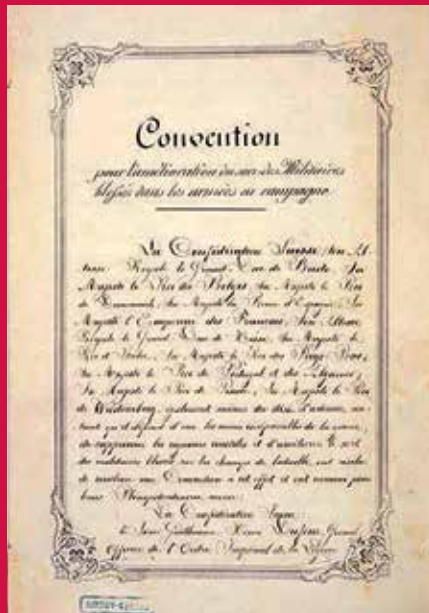 Convention
pour l'amélioration du sort des Militaires
blessés dans les armées en campagne
La Confédération Suisse, Son Al-
tesse Royale le Grand-Duc de Bade, Sa
Majesté le Roi des Belges, Sa Majesté le Roi
de Danemark, Sa Majesté la Reine d'Espagne, Sa
Majesté l'Empereur des Français, Son Altesse
Royale le Grand Duc de Hesse, Sa Majesté le
Roi d'Italie, Sa Majesté le Roi des Pays-Bas,
Sa Majesté le Roi de Portugal et des Algarves,
Sa Majesté le Roi de Prusse, Sa Majesté le Roi
de Wurtemberg, également animés du désir d'adoucir, au-
tant qu'il dépend d'eux, les maux inséparables de la guerre,
de supprimer les rigueurs inutiles et d'améliorer le sort
des militaires blessés sur les champs de bataille, ont résolu
de conclure une Convention à cet effet et ont nommé pour
leurs Plénipotentiaires, savoir:
La Confédération Suisse:
le Sieur Guillaume Henri Dufour, Grand
Officier de l'Ordre Impérial de la Légion